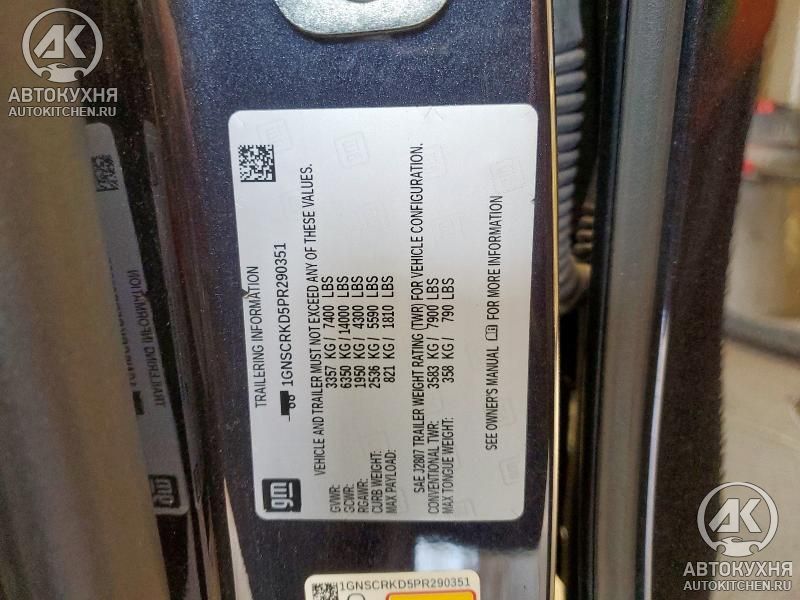 АВТОКУХНЯ
AUTOKITCHEN.RU
TRAILERING INFORMATION
1GNSCRKD5PR290351
VEHICLE AND TRAILER MUST NOT EXCEED ANY OF THESE VALUES.
GVWR: 3357 KG / 7400 LBS
GCWR: 6350 KG / 14000 LBS
RGAWR: 1950 KG / 4300 LBS
CURB WEIGHT: 2536 KG / 5590 LBS
MAX PAYLOAD: 821 KG / 1810 LBS
SAE J2807 TRAILER WEIGHT RATING (TWR) FOR VEHICLE CONFIGURATION.
CONVENTIONAL TWR: 3583 KG / 7900 LBS
MAX TONGUE WEIGHT: 358 KG / 790 LBS
SEE OWNER'S MANUAL FOR MORE INFORMATION
gm
1GNSCRKD5PR290351
АВТОКУХНЯ
AUTOKITCHEN.RU